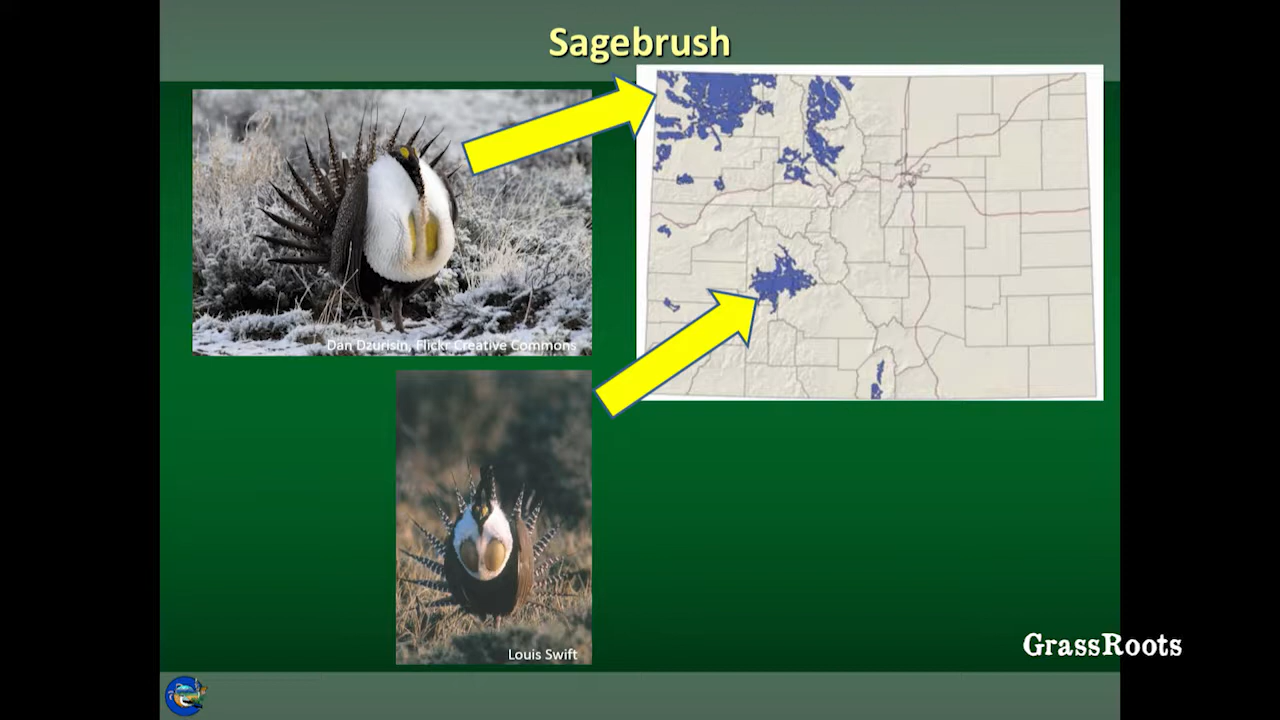 Sagebrush
Dan Dzurisin, Flickr Creative Commons
Louis Swift
GrassRoots